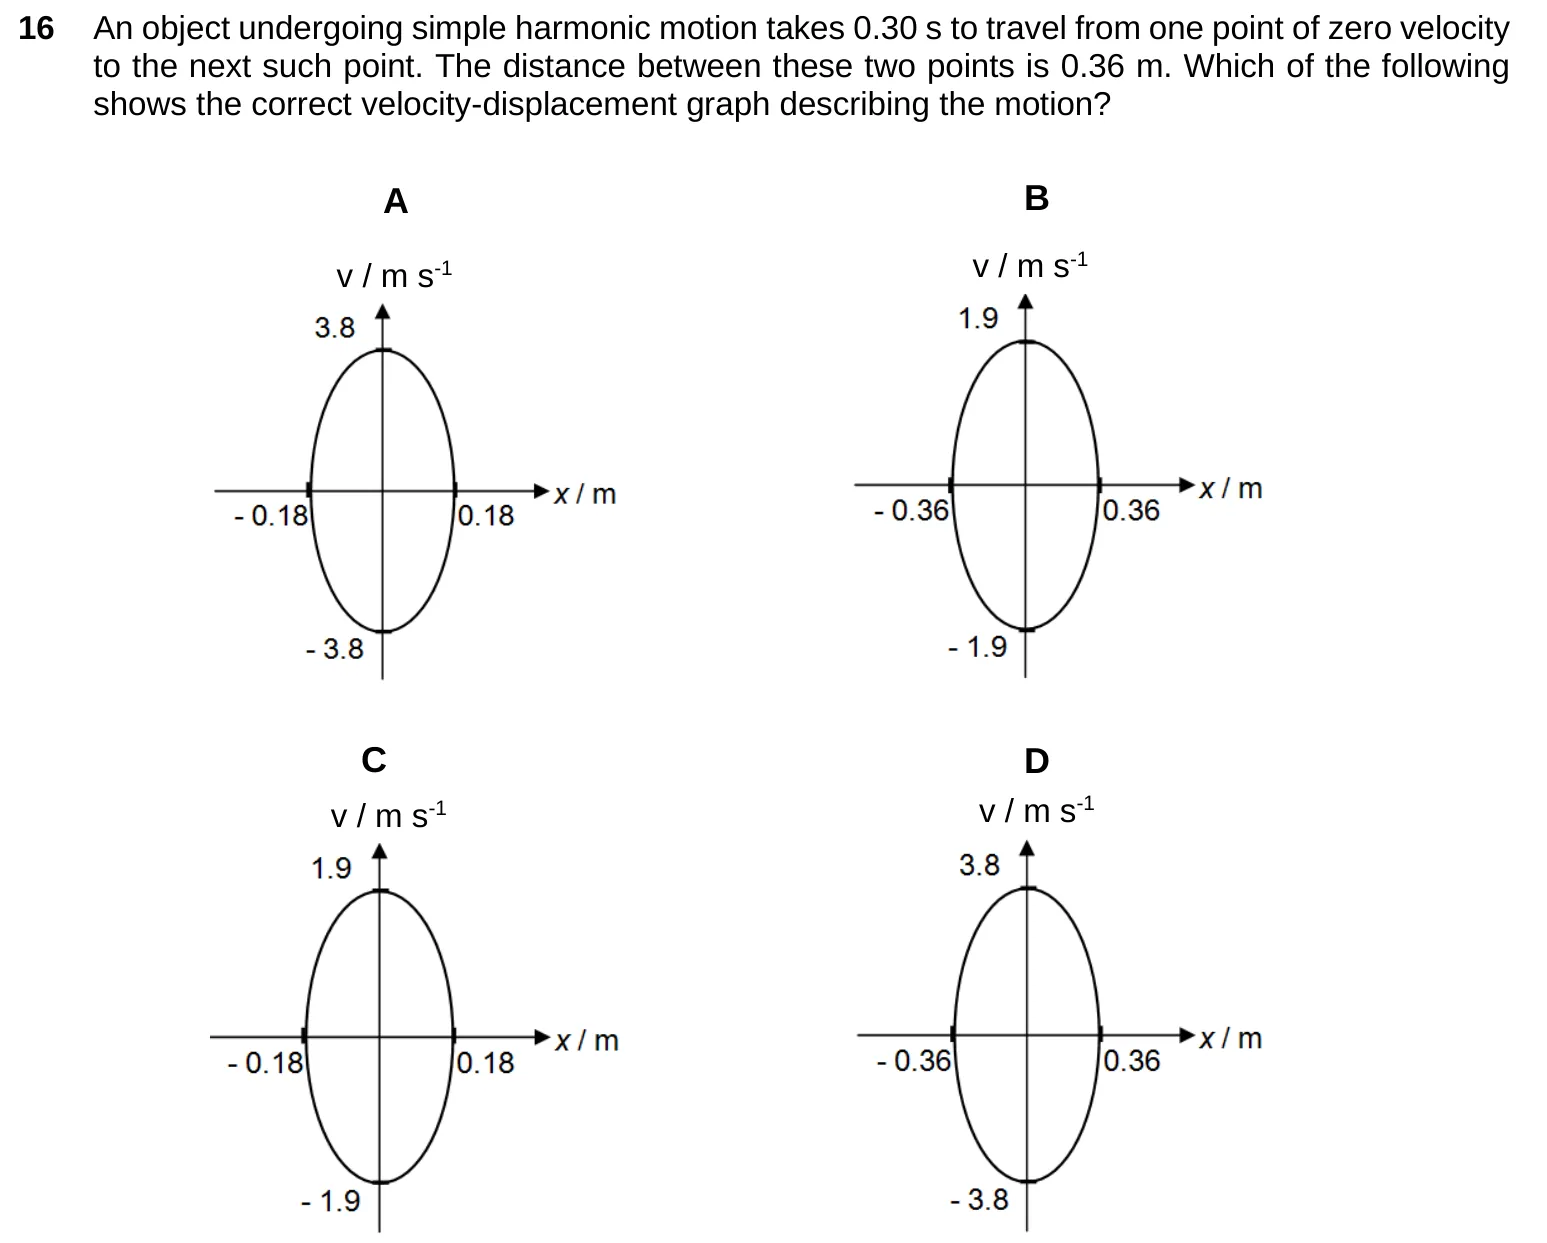 16 An object undergoing simple harmonic motion takes 0.30 s to travel from one point of zero velocity
to the next such point. The distance between these two points is 0.36 m. Which of the following
shows the correct velocity-displacement graph describing the motion?
A
v / m s⁻¹
3.8
x / m
- 0.18
0.18
- 3.8
B
v / m s⁻¹
1.9
x / m
- 0.36
0.36
- 1.9
C
v / m s⁻¹
1.9
x / m
- 0.18
0.18
- 1.9
D
v / m s⁻¹
3.8
x / m
- 0.36
0.36
- 3.8